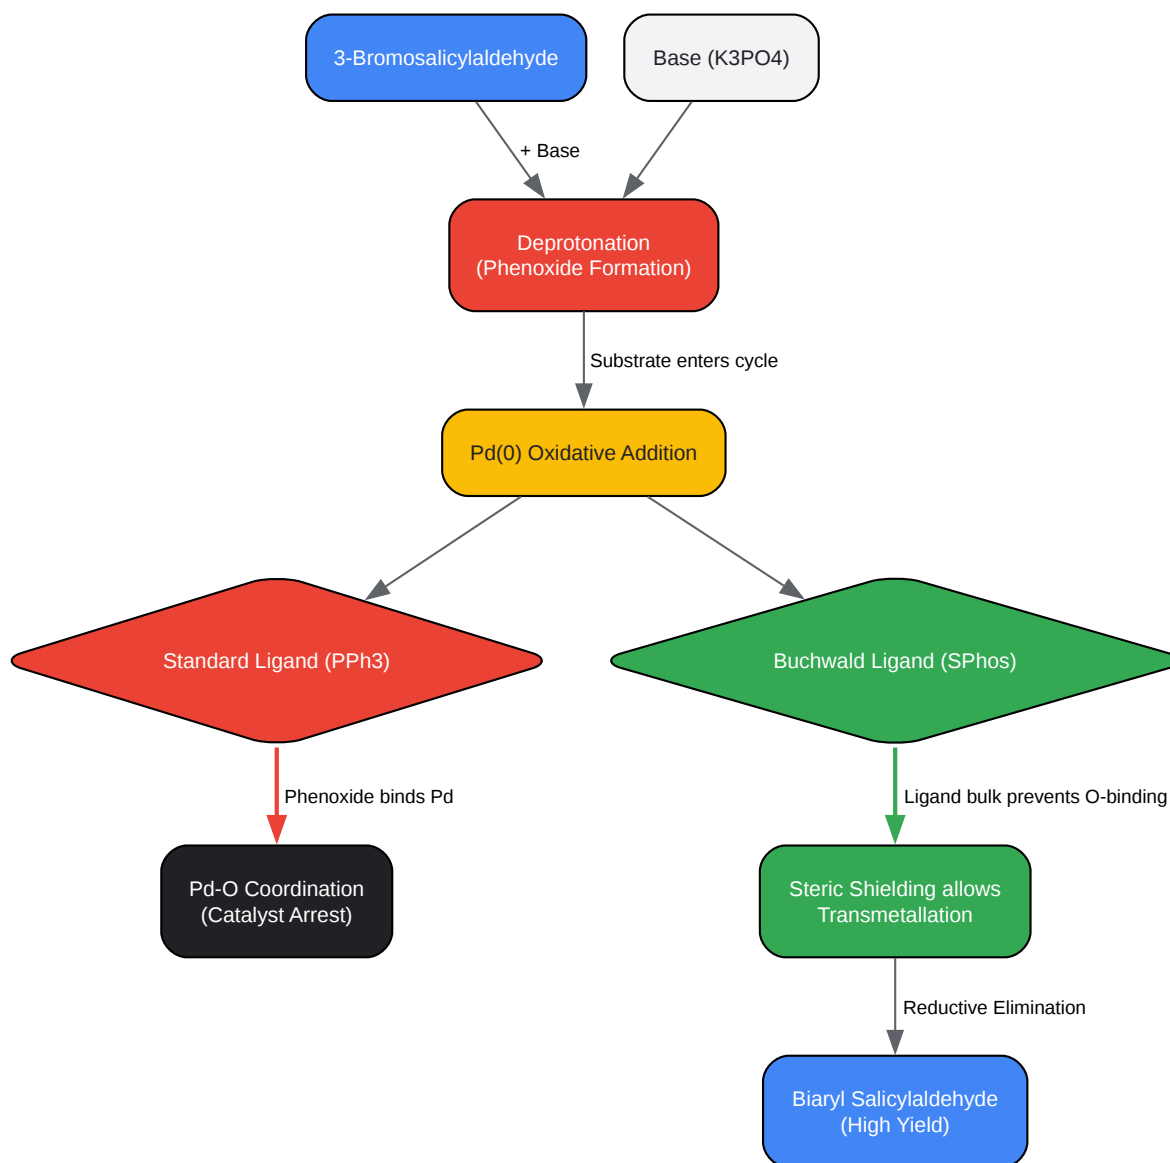 3-Bromosalicylaldehyde
Base (K3PO4)
+ Base
Deprotonation
(Phenoxide Formation)
Substrate enters cycle
Pd(0) Oxidative Addition
Standard Ligand (PPh3)
Buchwald Ligand (SPhos)
Phenoxide binds Pd
Ligand bulk prevents O-binding
Pd-O Coordination
(Catalyst Arrest)
Steric Shielding allows
Transmetallation
Reductive Elimination
Biaryl Salicylaldehyde
(High Yield)